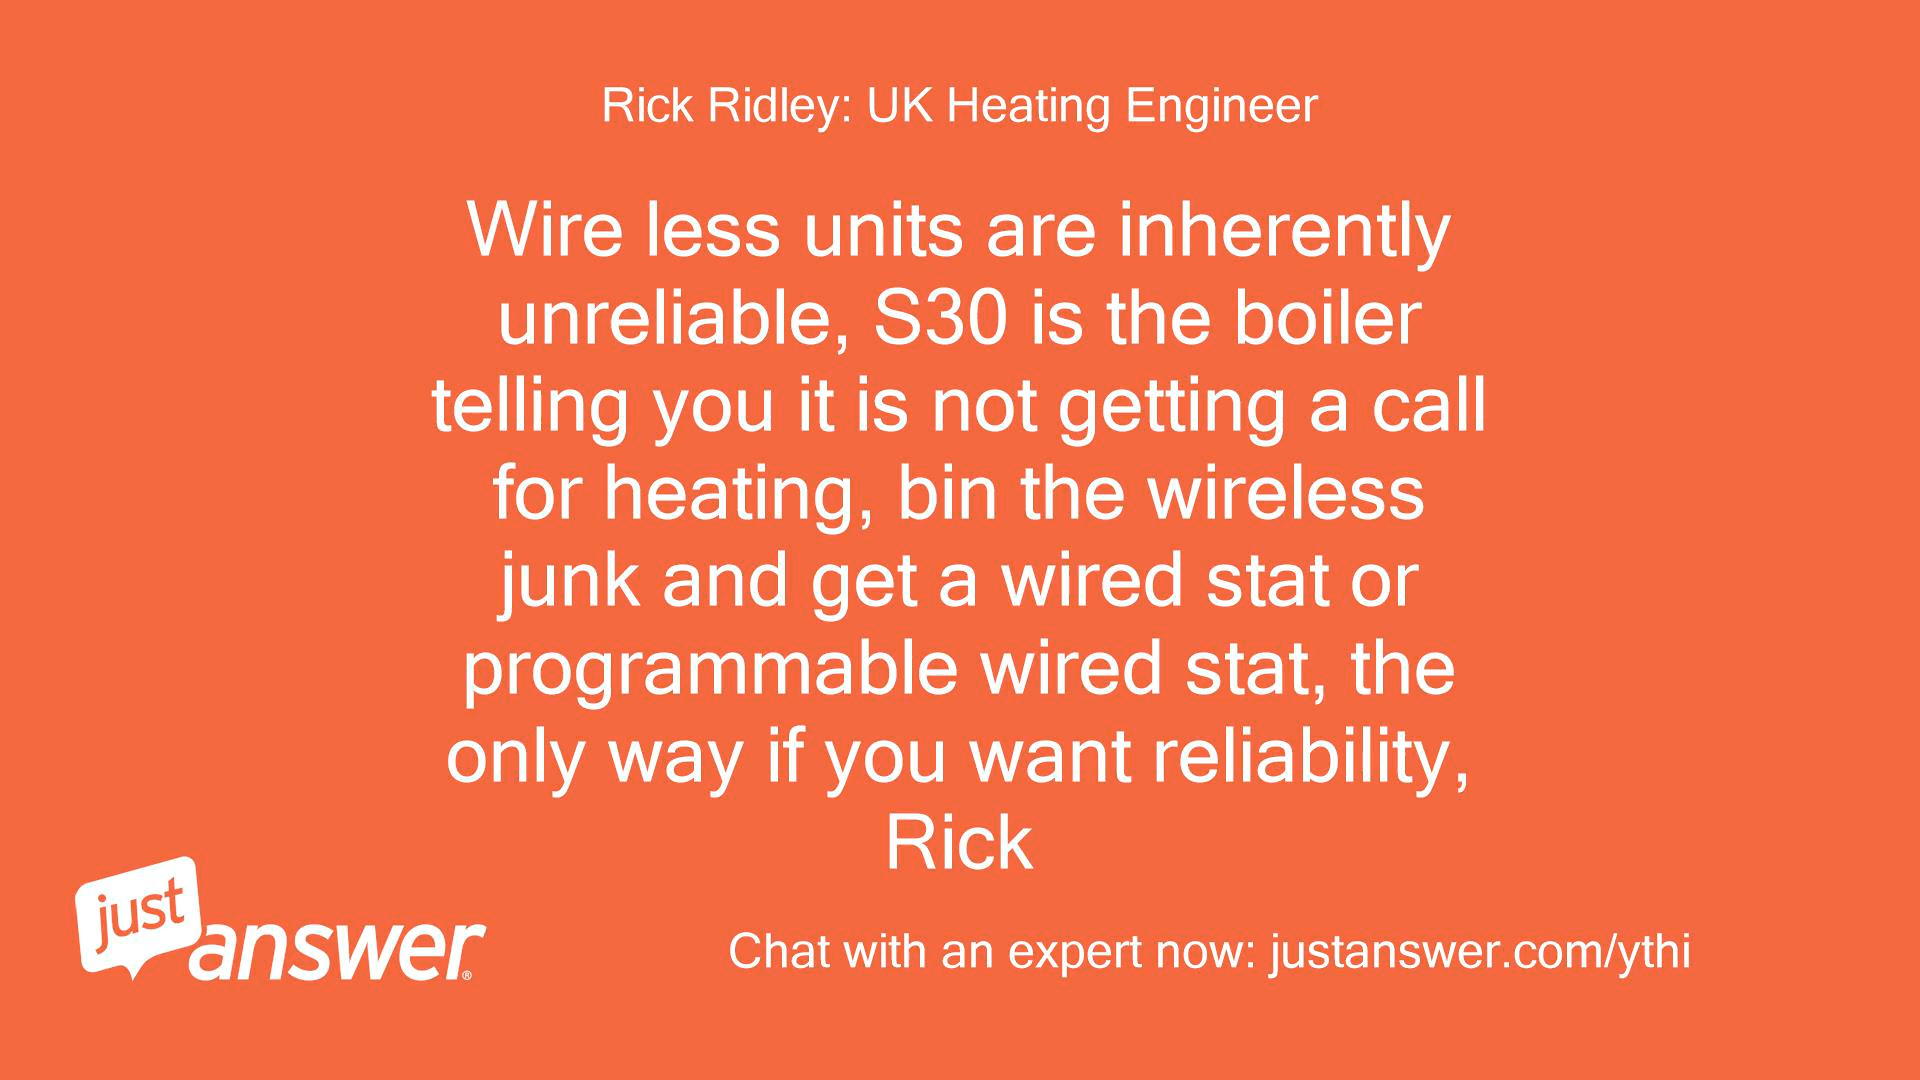 Rick Ridley: UK Heating Engineer
Wire less units are inherently
unreliable, S30 is the boiler
telling you it is not getting a call
for heating, bin the wireless
junk and get a wired stat or
programmable wired stat, the
only way if you want reliability,
Rick
just
answer®
Chat with an expert now: justanswer.com/ythi